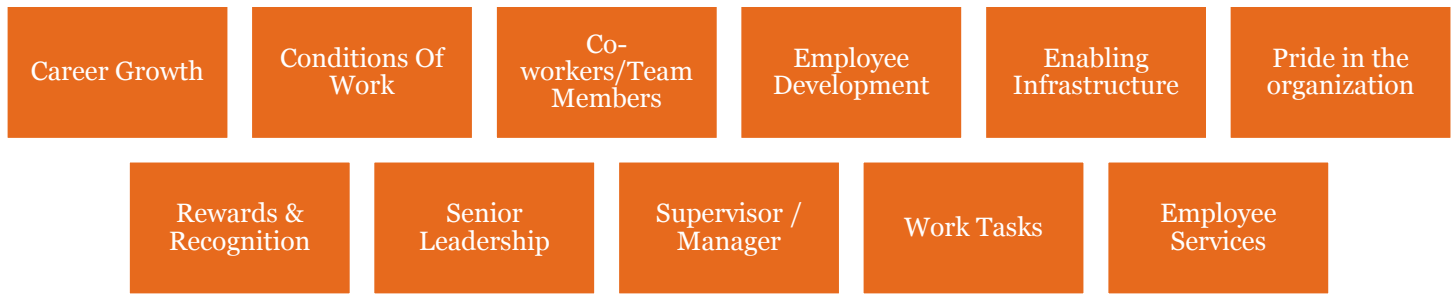 Career Growth
Conditions Of
Work
Co-
workers/Team
Members
Employee
Development
Enabling
Infrastructure
Pride in the
organization
Rewards &
Recognition
Senior
Leadership
Supervisor /
Manager
Work Tasks
Employee
Services